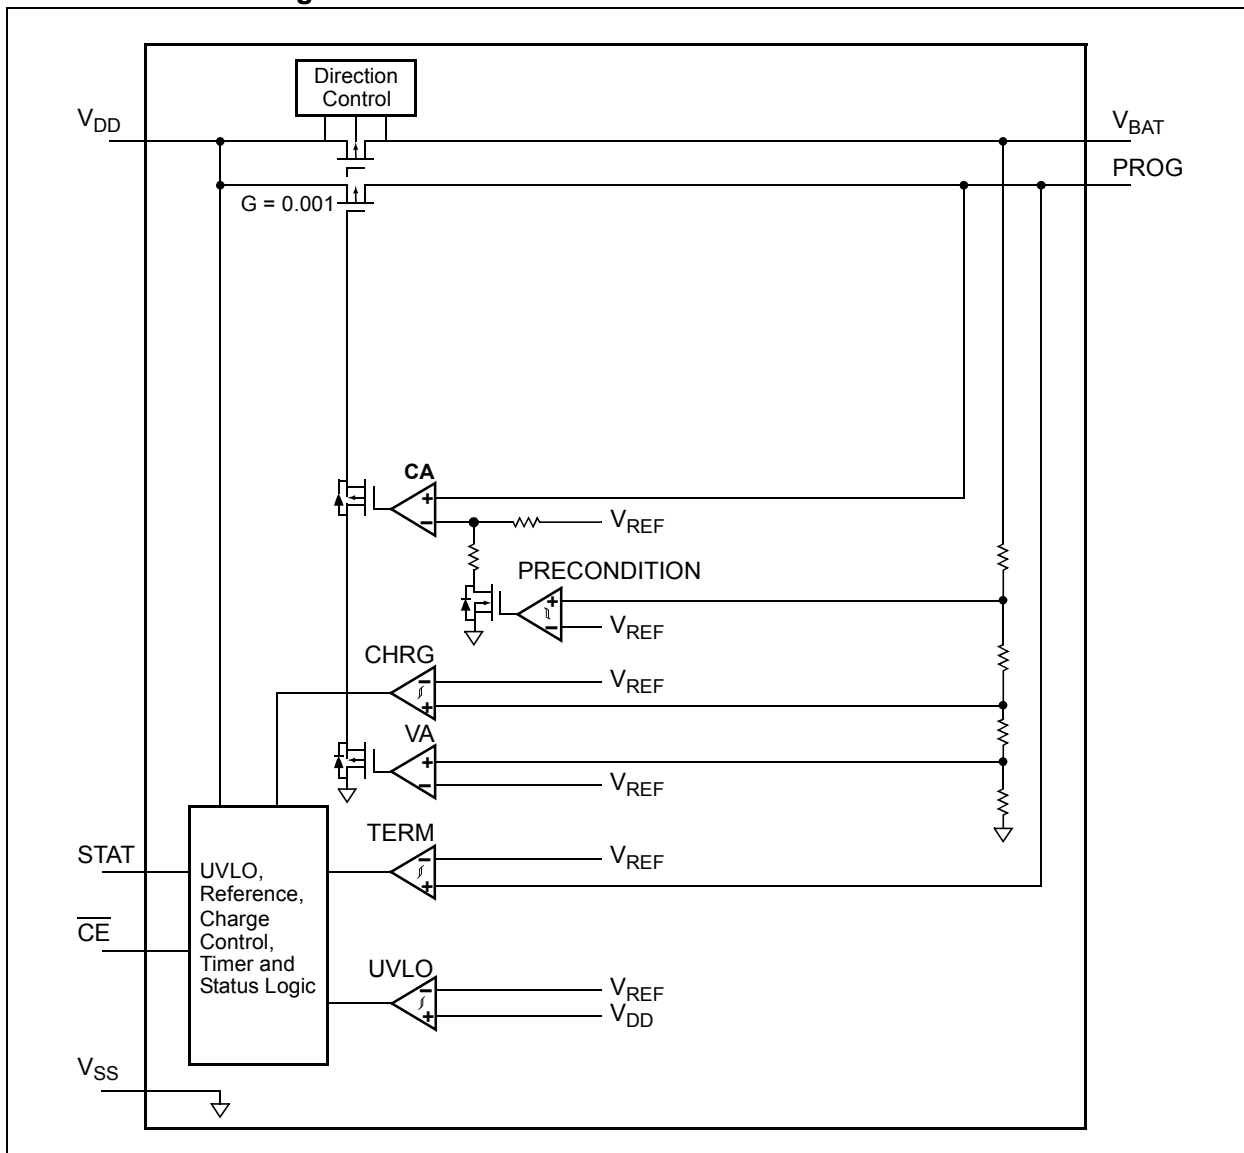 Direction
Control
VDD
VBAT
PROG
G = 0.001
CA
+
−
VREF
PRECONDITION
+
−
VREF
CHRG
−
+
VREF
VA
+
−
VREF
TERM
−
+
VREF
STAT
CE
UVLO,
Reference,
Charge
Control,
Timer and
Status Logic
UVLO
−
+
VREF
VDD
VSS